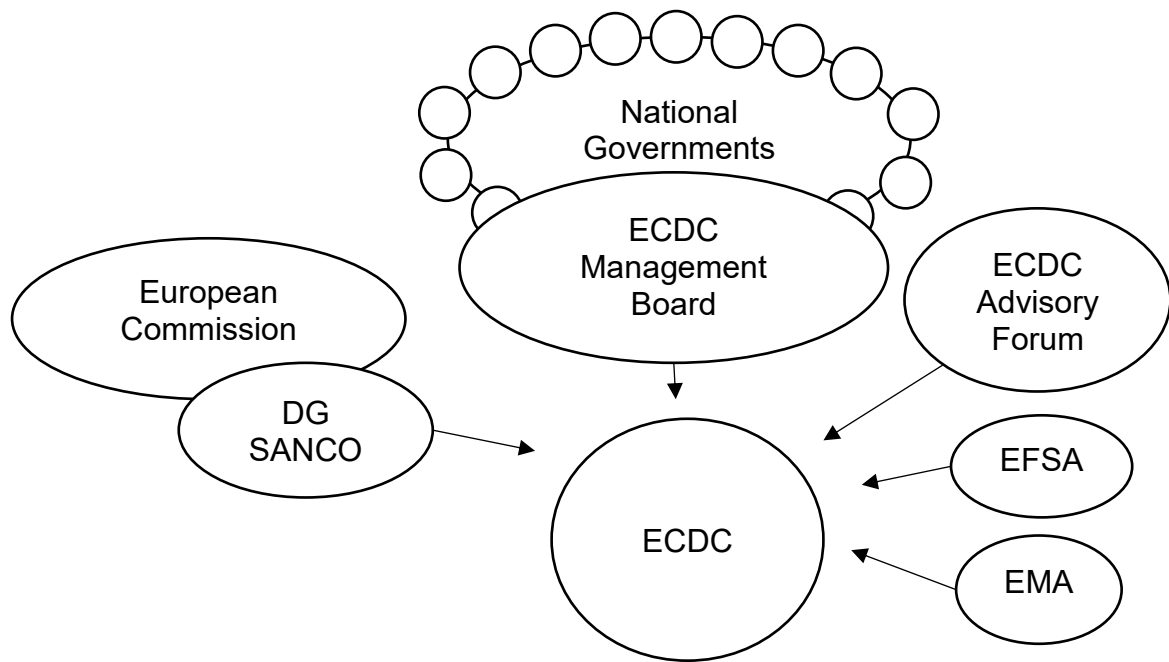 National
Governments
ECDC
Management
Board
European
Commission
DG
SANCO
ECDC
Advisory
Forum
EFSA
ECDC
EMA